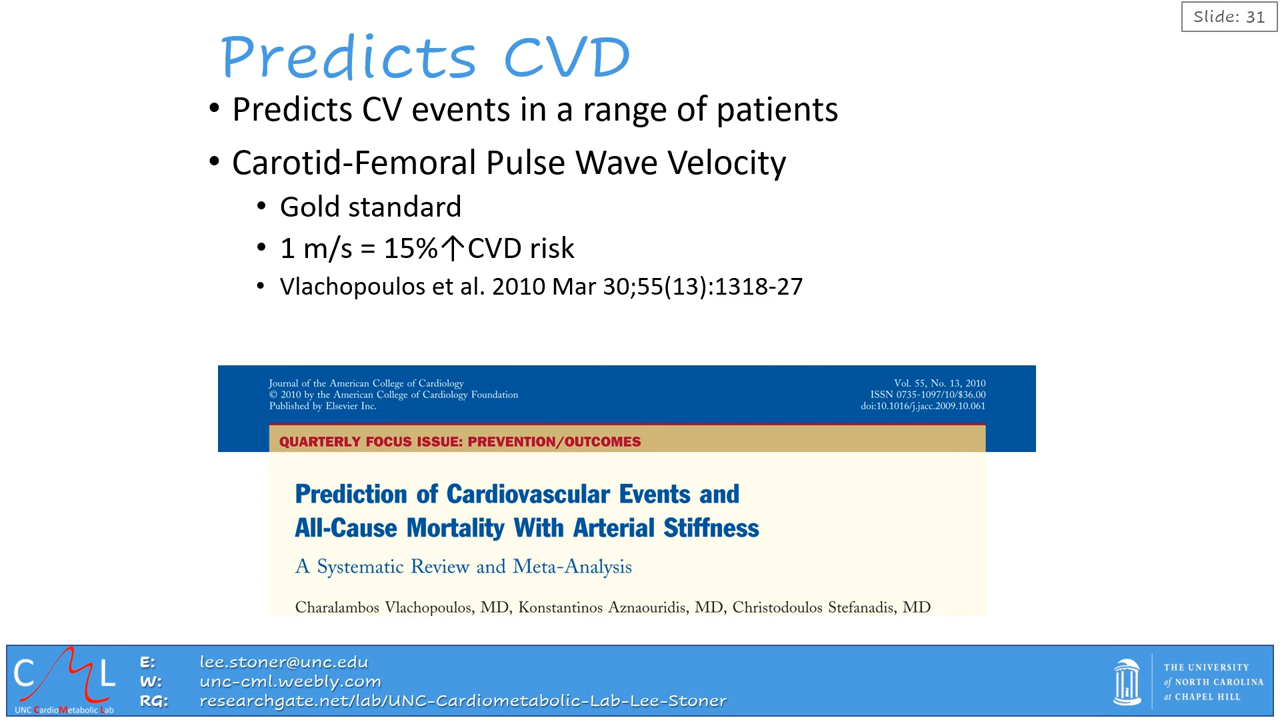 Slide: 31
Predicts CVD
• Predicts CV events in a range of patients
• Carotid-Femoral Pulse Wave Velocity
• Gold standard
• 1 m/s = 15%↑CVD risk
• Vlachopoulos et al. 2010 Mar 30;55(13):1318-27
Journal of the American College of Cardiology
© 2010 by the American College of Cardiology Foundation
Published by Elsevier Inc.
Vol. 55, No. 13, 2010
ISSN 0735-1097/10/$36.00
doi:10.1016/j.jacc.2009.10.061
QUARTERLY FOCUS ISSUE: PREVENTION/OUTCOMES
Prediction of Cardiovascular Events and
All-Cause Mortality With Arterial Stiffness
A Systematic Review and Meta-Analysis
Charalambos Vlachopoulos, MD, Konstantinos Aznaouridis, MD, Christodoulos Stefanadis, MD
CML
UNC CardioMetabolic Lab
E: lee.stoner@unc.edu
W: unc-cml.weebly.com
RG: researchgate.net/lab/UNC-Cardiometabolic-Lab-Lee-Stoner
THE UNIVERSITY
of NORTH CAROLINA
at CHAPEL HILL